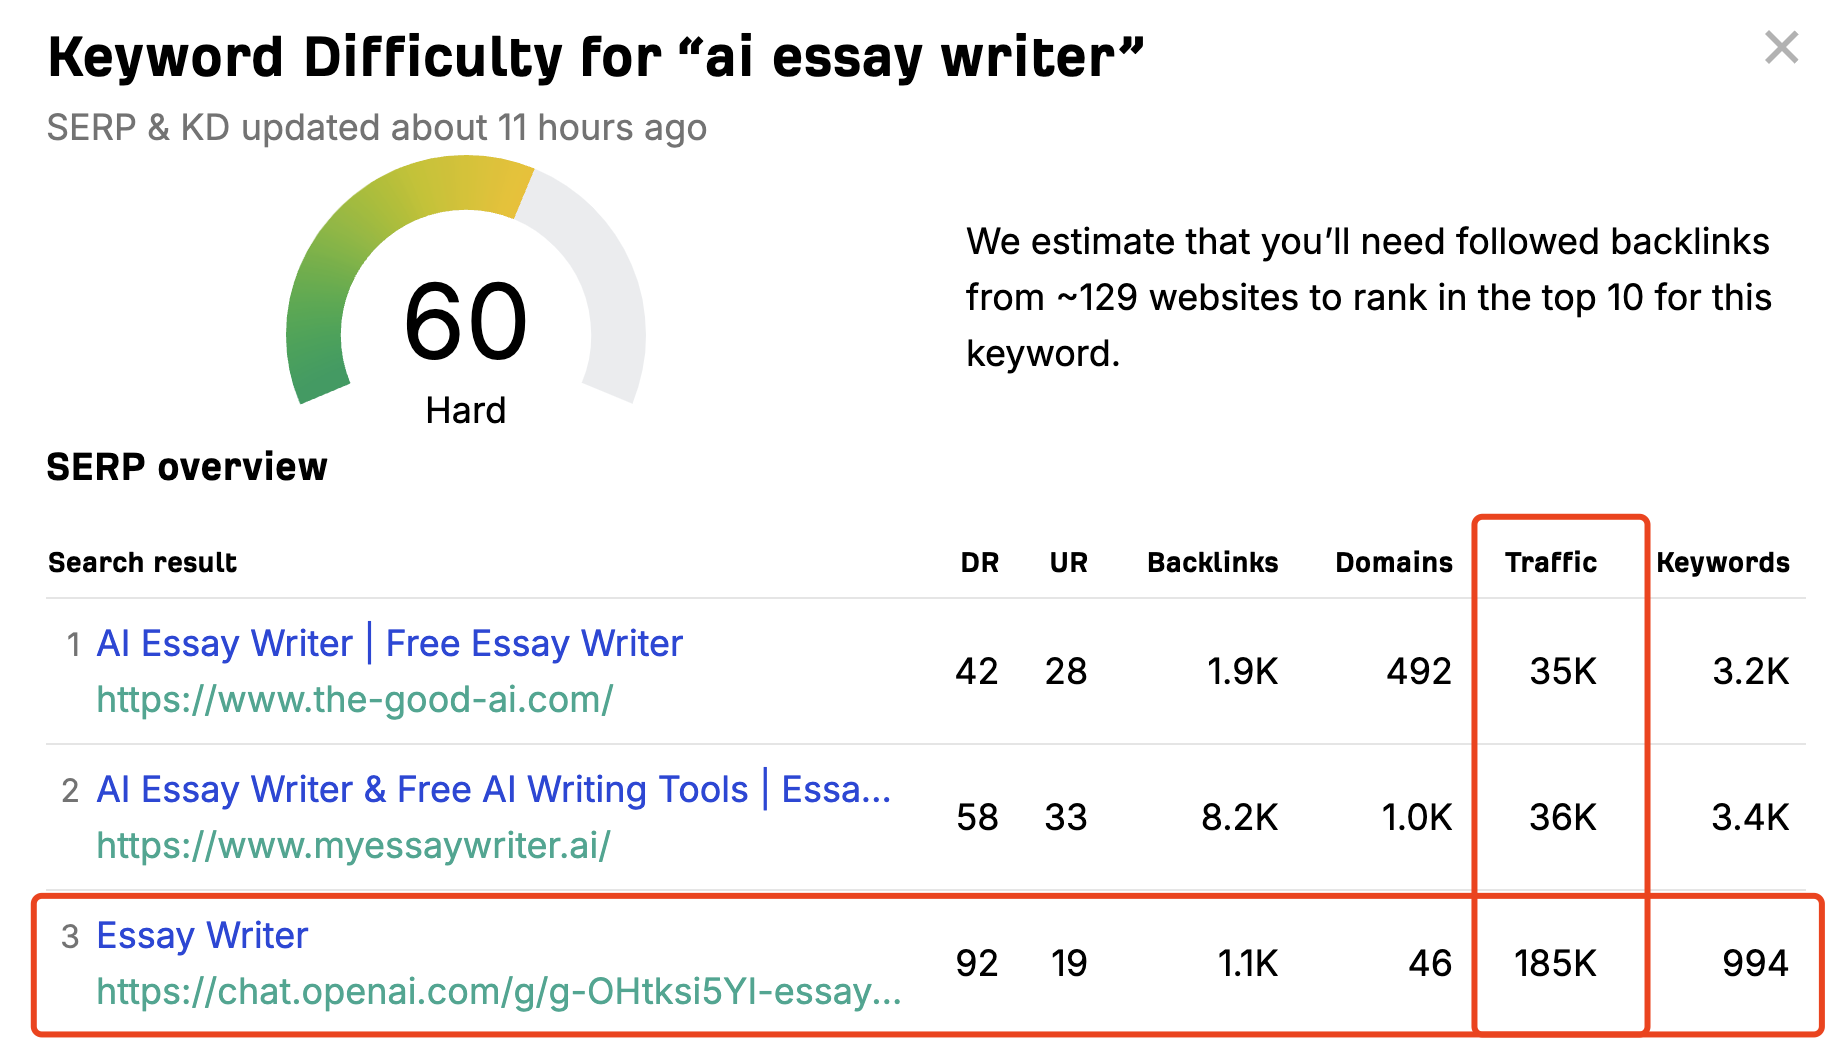 Keyword Difficulty for “ai essay writer”
SERP & KD updated about 11 hours ago
60
Hard
We estimate that you’ll need followed backlinks
from ~129 websites to rank in the top 10 for this
keyword.
SERP overview
Search result DR UR Backlinks Domains Traffic Keywords
1 AI Essay Writer | Free Essay Writer
https://www.the-good-ai.com/
42 28 1.9K 492 35K 3.2K
2 AI Essay Writer & Free AI Writing Tools | Essa...
https://www.myessaywriter.ai/
58 33 8.2K 1.0K 36K 3.4K
3 Essay Writer
https://chat.openai.com/g/g-OHtksi5YI-essay...
92 19 1.1K 46 185K 994